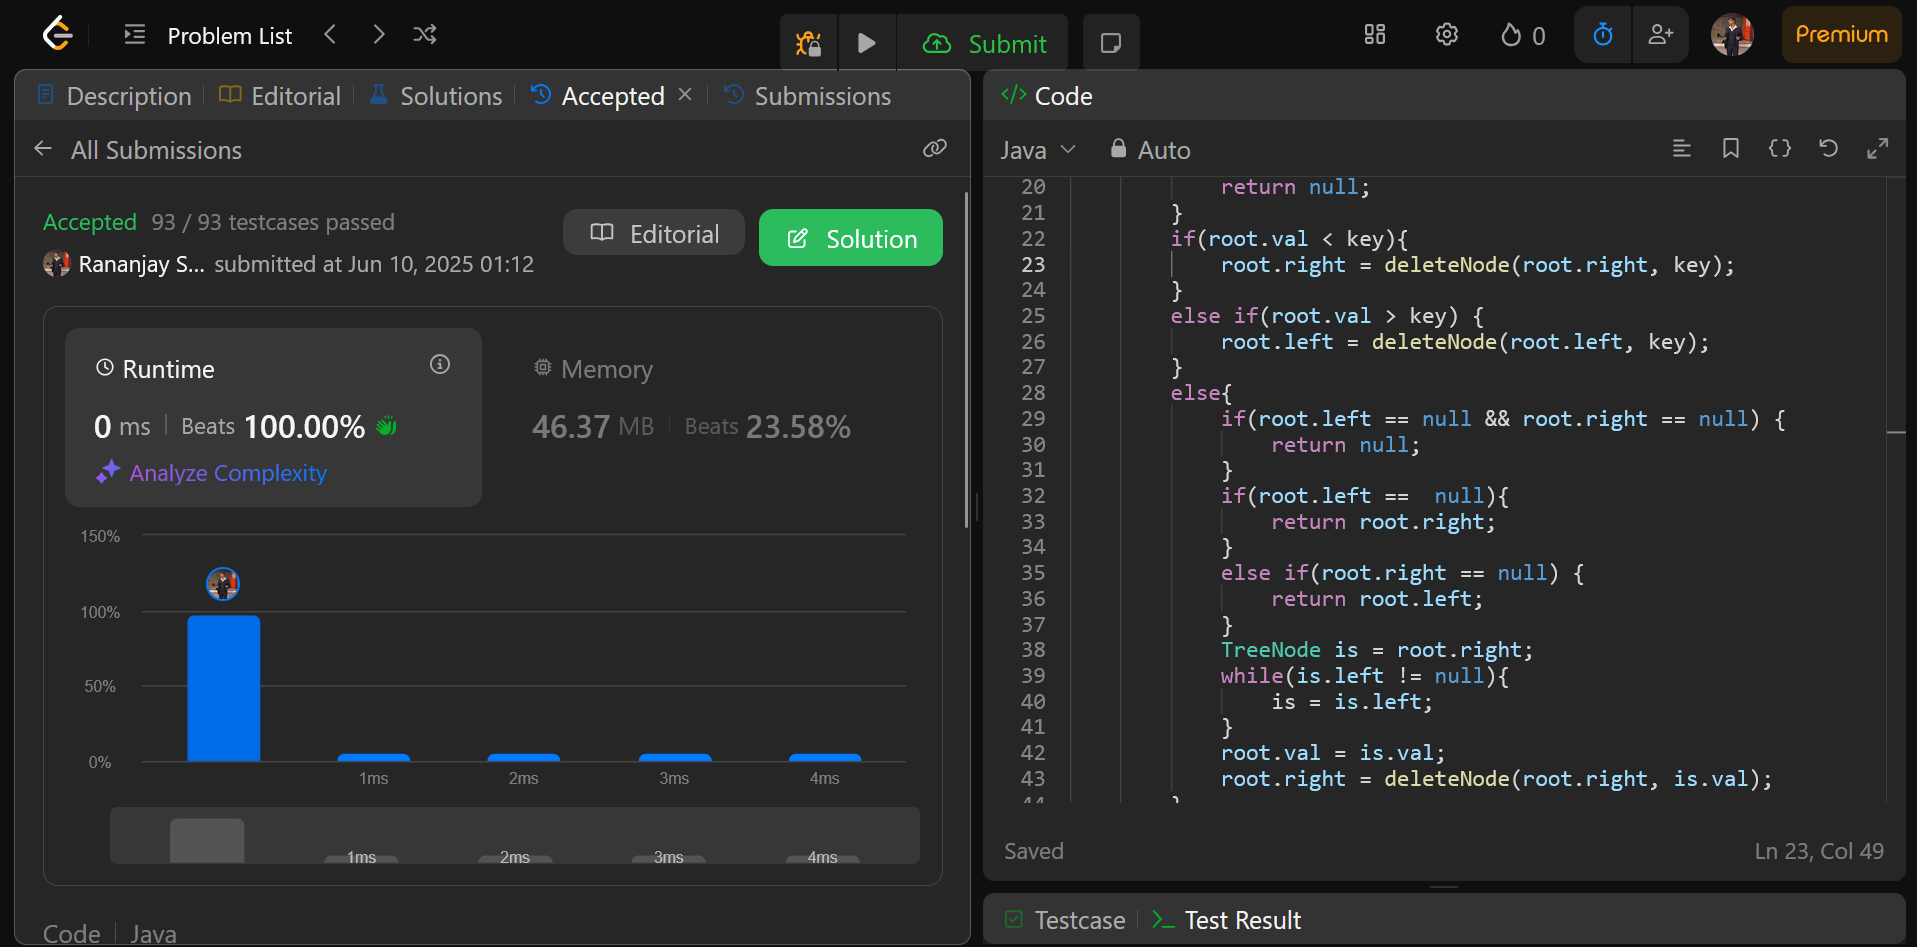 Problem List
Submit
0
Premium
Description
Editorial
Solutions
Accepted
Submissions
All Submissions
Accepted 93 / 93 testcases passed
Rananjay S... submitted at Jun 10, 2025 01:12
Editorial
Solution
Runtime
0 ms Beats 100.00%
Analyze Complexity
Memory
46.37 MB Beats 23.58%
150%
100%
50%
0%
1ms 2ms 3ms 4ms
1ms 2ms 3ms 4ms
Code Java
</> Code
Java Auto
20 return null;
21 }
22 if(root.val < key){
23 root.right = deleteNode(root.right, key);
24 }
25 else if(root.val > key) {
26 root.left = deleteNode(root.left, key);
27 }
28 else{
29 if(root.left == null && root.right == null) {
30 return null;
31 }
32 if(root.left ==  null){
33 return root.right;
34 }
35 else if(root.right == null) {
36 return root.left;
37 }
38 TreeNode is = root.right;
39 while(is.left != null){
40 is = is.left;
41 }
42 root.val = is.val;
43 root.right = deleteNode(root.right, is.val);
44 }
Saved
Ln 23, Col 49
Testcase
Test Result